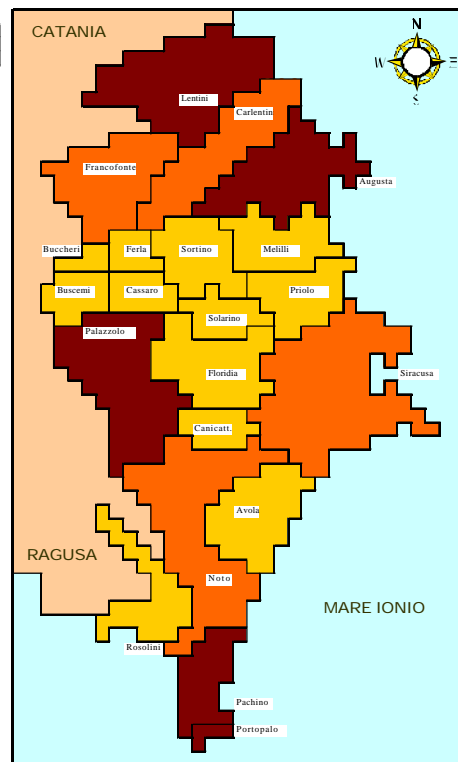 CATANIA
N
W
E
S
Lentini
Carlentin
Francofonte
Augusta
Buccheri
Ferla
Sortino
Melilli
Buscemi
Cassaro
Priolo
Solarino
Palazzolo
Floridia
Siracusa
Canicatt.
Avola
RAGUSA
Noto
MARE IONIO
Rosolini
Pachino
Portopalo